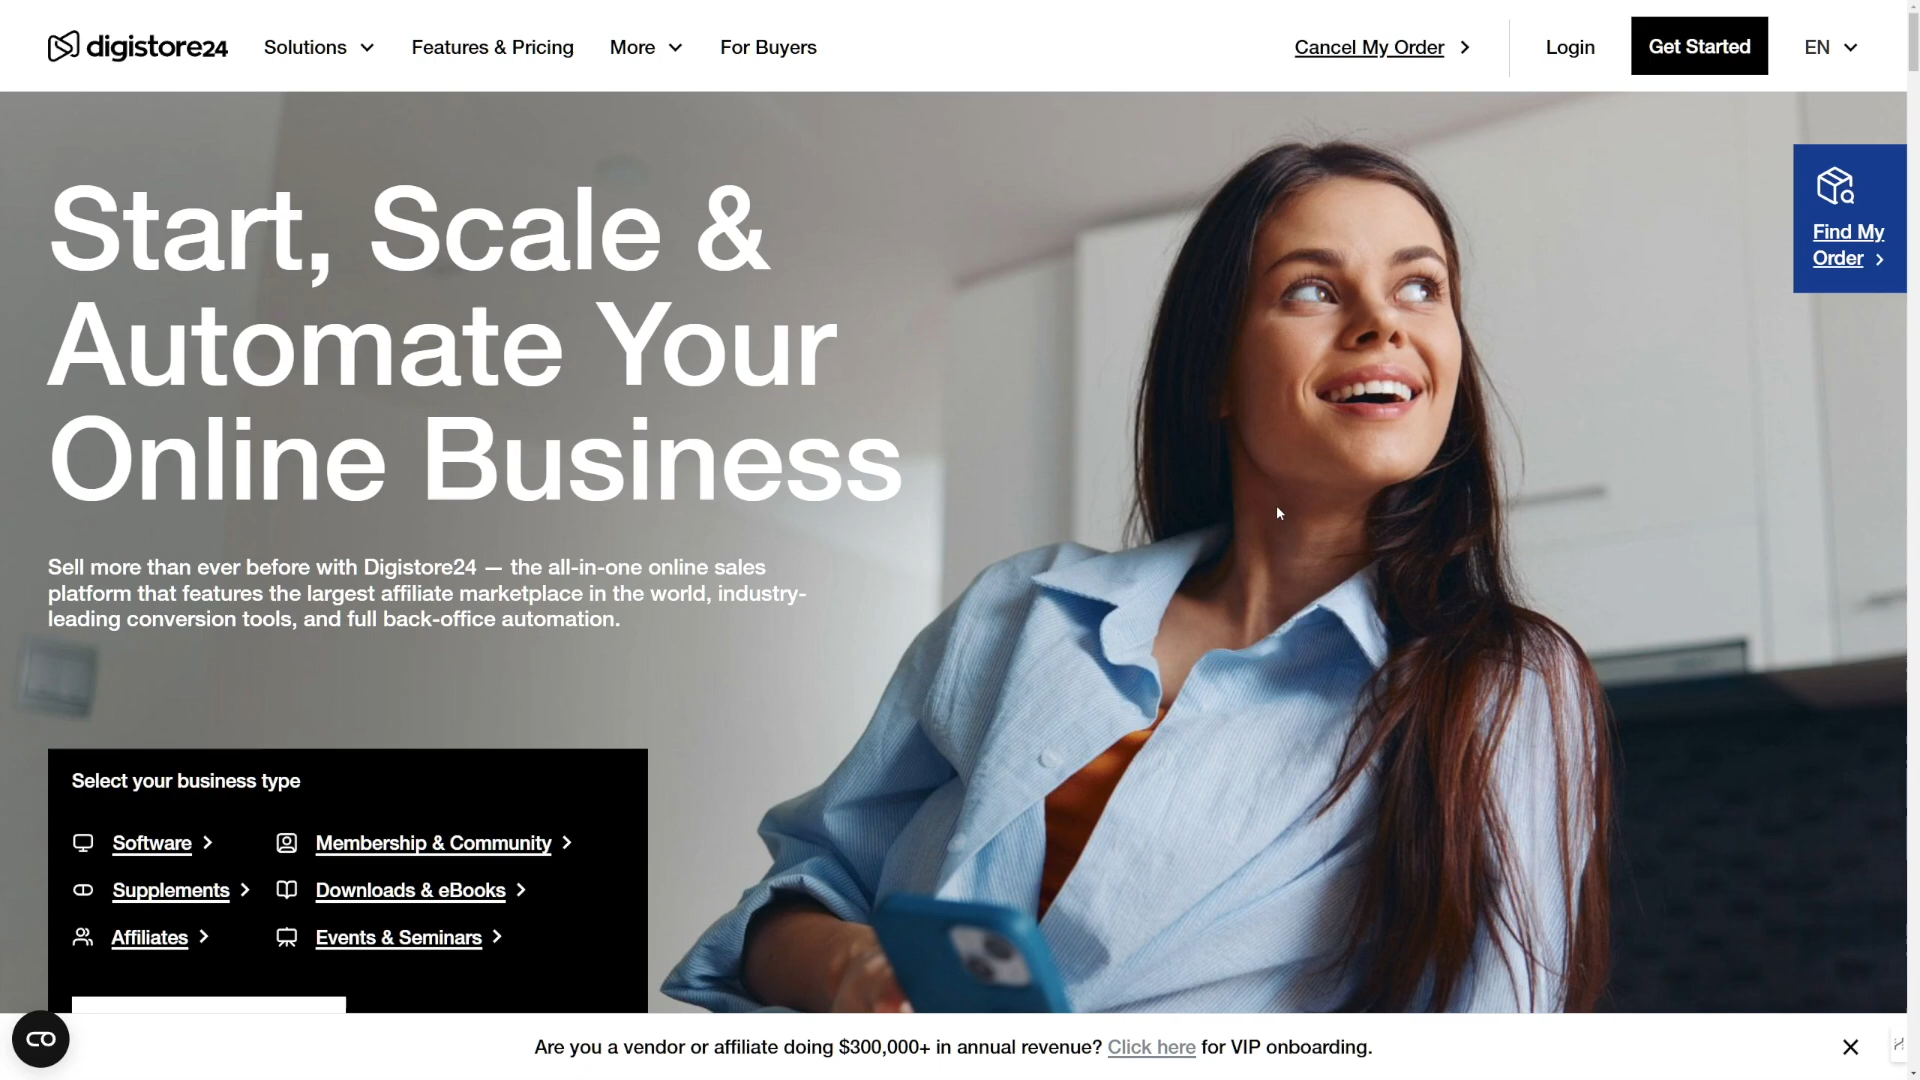 digistore24
Solutions
Features & Pricing
More
For Buyers
Cancel My Order
Login
Get Started
EN
Find My
Order
Start, Scale &
Automate Your
Online Business
Sell more than ever before with Digistore24 — the all-in-one online sales
platform that features the largest affiliate marketplace in the world, industry-
leading conversion tools, and full back-office automation.
Select your business type
Software
Membership & Community
Supplements
Downloads & eBooks
Affiliates
Events & Seminars
Are you a vendor or affiliate doing $300,000+ in annual revenue? Click here for VIP onboarding.